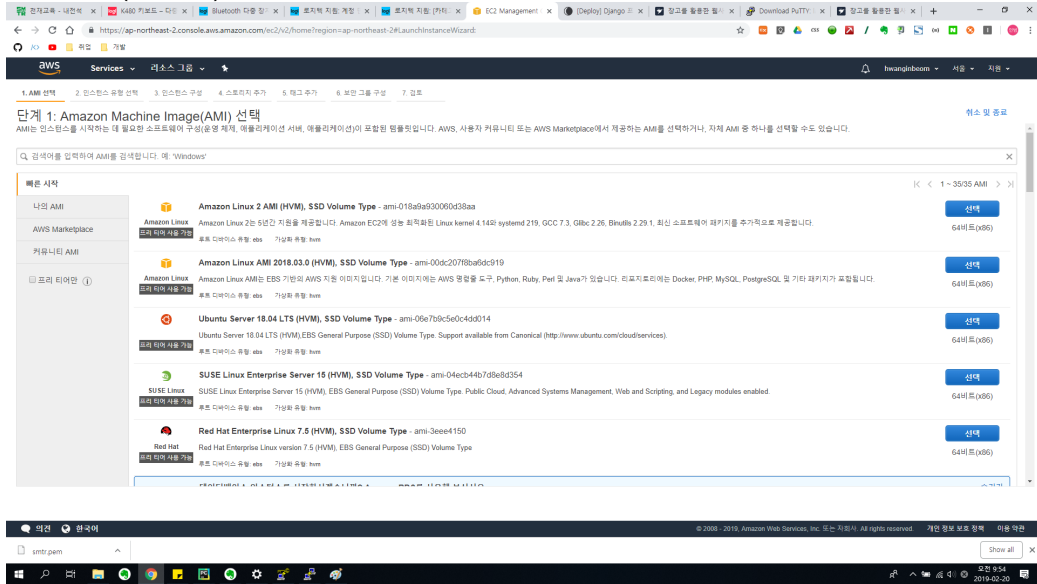 전재교육 - 내천석
K480 키보드 – 다
Bluetooth 다중 장
로지텍 지원: 계정
로지텍 지원: (카테
EC2 Management
[Deploy] Django 프
장고를 활용한 웹사
Download PuTTY:
장고를 활용한 웹사
https://ap-northeast-2.console.aws.amazon.com/ec2/v2/home?region=ap-northeast-2#LaunchInstanceWizard:
취업 개발
aws Services 리소스 그룹 hwanginbeom 서울 지원
1. AMI 선택 2. 인스턴스 유형 선택 3. 인스턴스 구성 4. 스토리지 추가 5. 태그 추가 6. 보안 그룹 구성 7. 검토
단계 1: Amazon Machine Image(AMI) 선택 취소 및 종료
AMI는 인스턴스를 시작하는 데 필요한 소프트웨어 구성(운영 체제, 애플리케이션 서버, 애플리케이션)이 포함된 템플릿입니다. AWS, 사용자 커뮤니티 또는 AWS Marketplace에서 제공하는 AMI를 선택하거나, 자체 AMI 중 하나를 선택할 수도 있습니다.
검색어를 입력하여 AMI를 검색합니다. 예: 'Windows'
빠른 시작 1 ~ 35/35 AMI
나의 AMI
AWS Marketplace
커뮤니티 AMI
프리 티어만
Amazon Linux 2 AMI (HVM), SSD Volume Type - ami-018a9a930060d38aa 선택
Amazon Linux Amazon Linux 2는 5년간 지원을 제공합니다. Amazon EC2에 성능 최적화된 Linux kernel 4.14와 systemd 219, GCC 7.3, Glibc 2.26, Binutils 2.29.1, 최신 소프트웨어 패키지를 추가적으로 제공합니다. 64비트(x86)
프리 티어 사용 가능
루트 디바이스 유형: ebs 가상화 유형: hvm
Amazon Linux AMI 2018.03.0 (HVM), SSD Volume Type - ami-00dc207f8ba6dc919 선택
Amazon Linux Amazon Linux AMI는 EBS 기반의 AWS 지원 이미지입니다. 기본 이미지에는 AWS 명령줄 도구, Python, Ruby, Perl 및 Java가 있습니다. 리포지토리에는 Docker, PHP, MySQL, PostgreSQL 및 기타 패키지가 포함됩니다. 64비트(x86)
프리 티어 사용 가능
루트 디바이스 유형: ebs 가상화 유형: hvm
Ubuntu Server 18.04 LTS (HVM), SSD Volume Type - ami-06e7b9c5e0c4dd014 선택
Ubuntu Server 18.04 LTS (HVM),EBS General Purpose (SSD) Volume Type. Support available from Canonical (http://www.ubuntu.com/cloud/services). 64비트(x86)
프리 티어 사용 가능
루트 디바이스 유형: ebs 가상화 유형: hvm
SUSE Linux Enterprise Server 15 (HVM), SSD Volume Type - ami-04ecb44b7d8e8d354 선택
SUSE Linux SUSE Linux Enterprise Server 15 (HVM), EBS General Purpose (SSD) Volume Type. Public Cloud, Advanced Systems Management, Web and Scripting, and Legacy modules enabled. 64비트(x86)
프리 티어 사용 가능
루트 디바이스 유형: ebs 가상화 유형: hvm
Red Hat Enterprise Linux 7.5 (HVM), SSD Volume Type - ami-3eee4150 선택
Red Hat Red Hat Enterprise Linux version 7.5 (HVM), EBS General Purpose (SSD) Volume Type 64비트(x86)
프리 티어 사용 가능
루트 디바이스 유형: ebs 가상화 유형: hvm
의견 한국어 © 2008 - 2019, Amazon Web Services, Inc. 또는 자회사. All rights reserved. 개인 정보 보호 정책 이용 약관
smtr.pem Show all
오전 9:54
2019-02-20